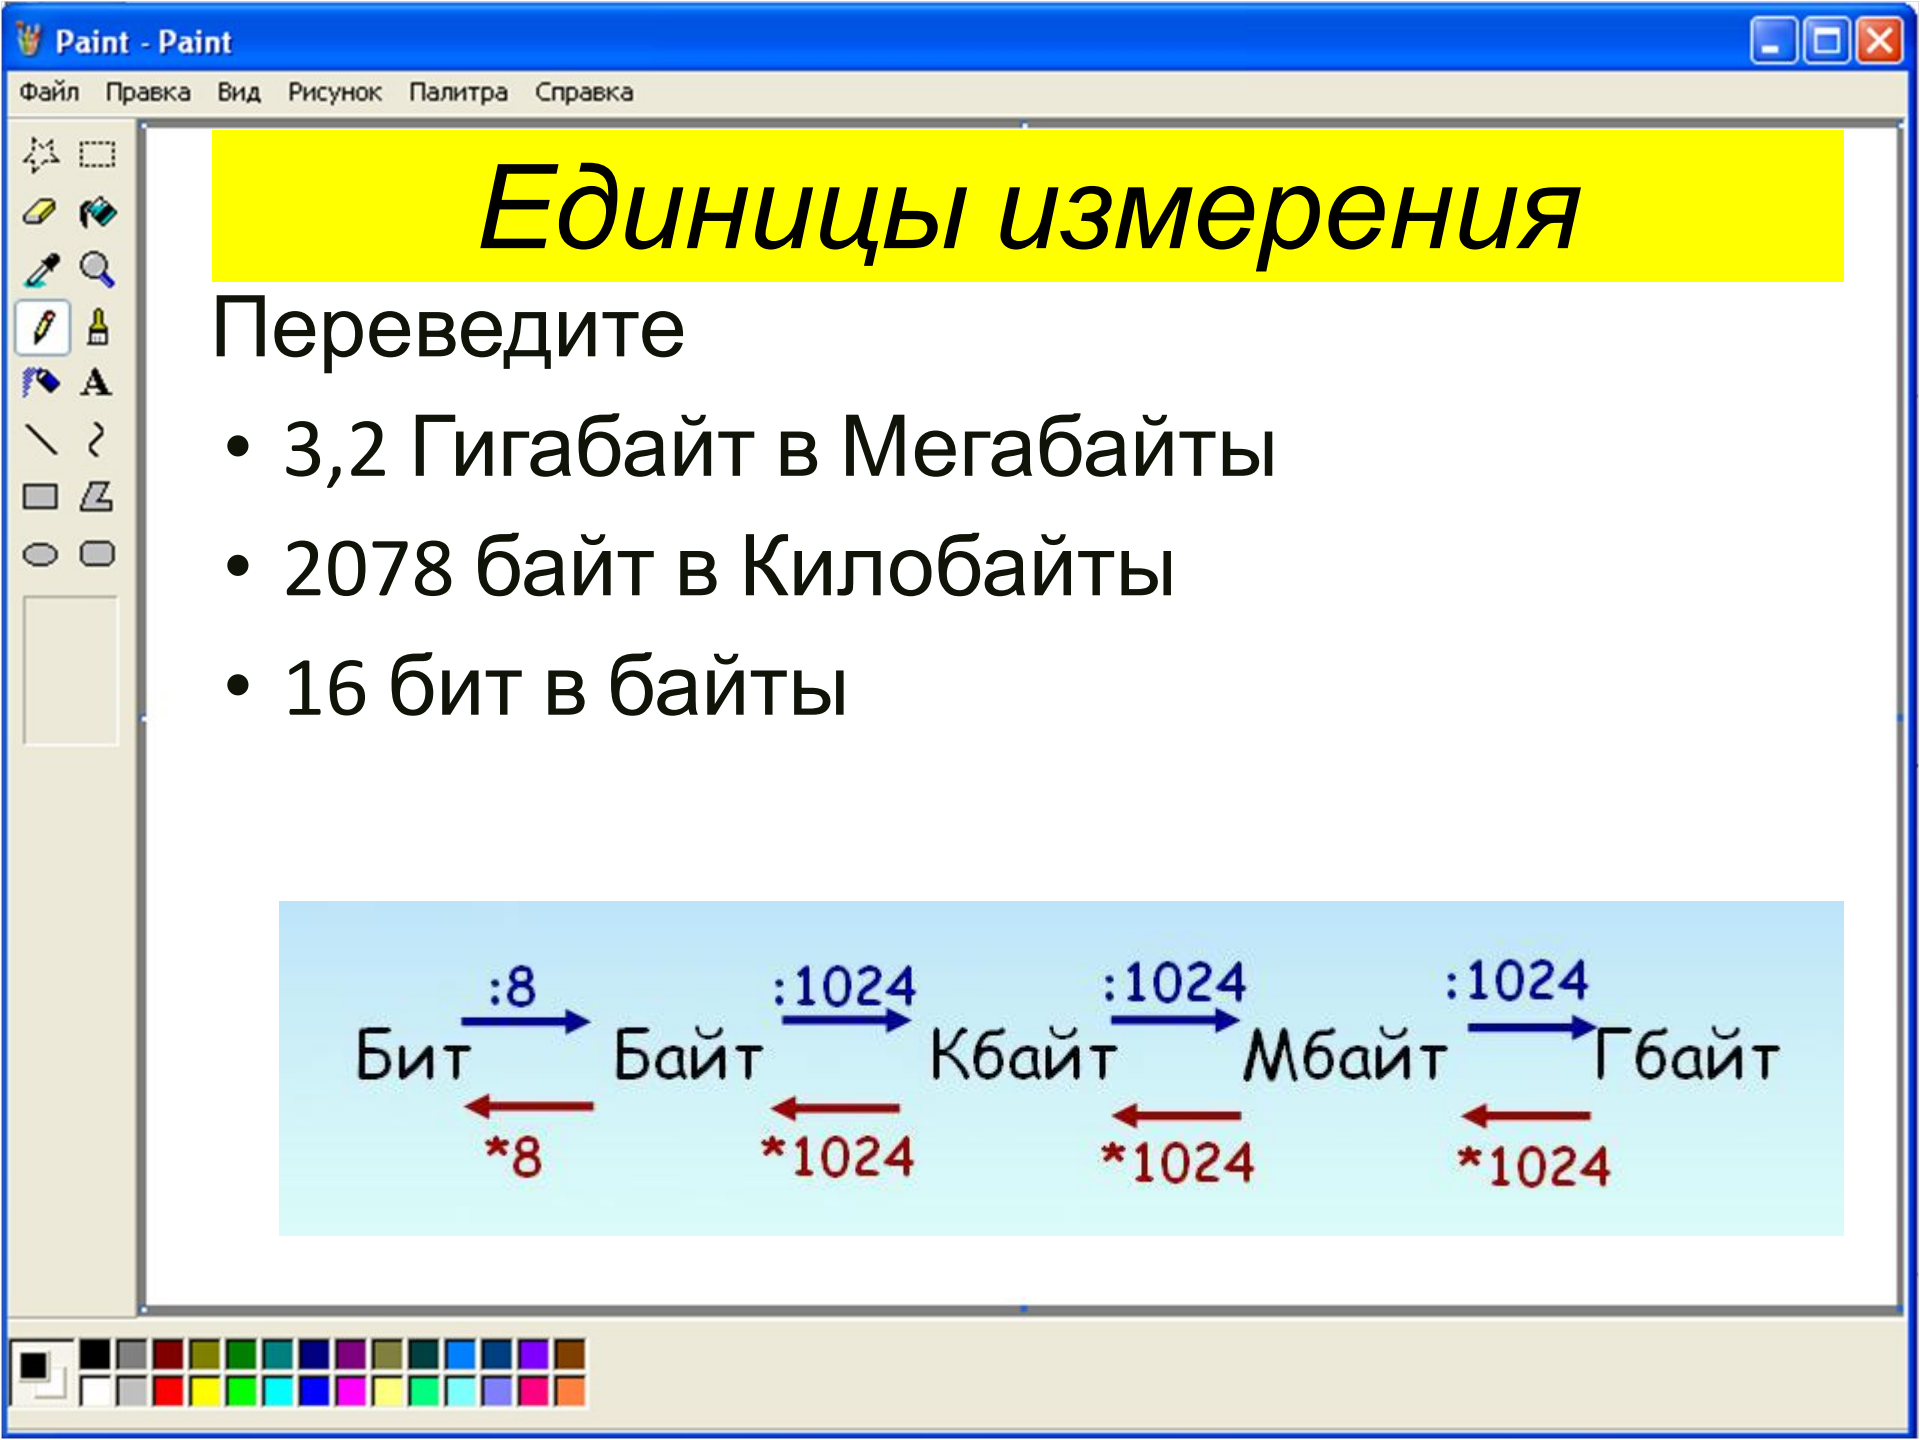 Paint - Paint
Файл Правка Вид Рисунок Палитра Справка
Единицы измерения
Переведите
• 3,2 Гигабайт в Мегабайты
• 2078 байт в Килобайты
• 16 бит в байты
:8 :1024 :1024 :1024
Бит Байт Кбайт Мбайт Гбайт
*8 *1024 *1024 *1024